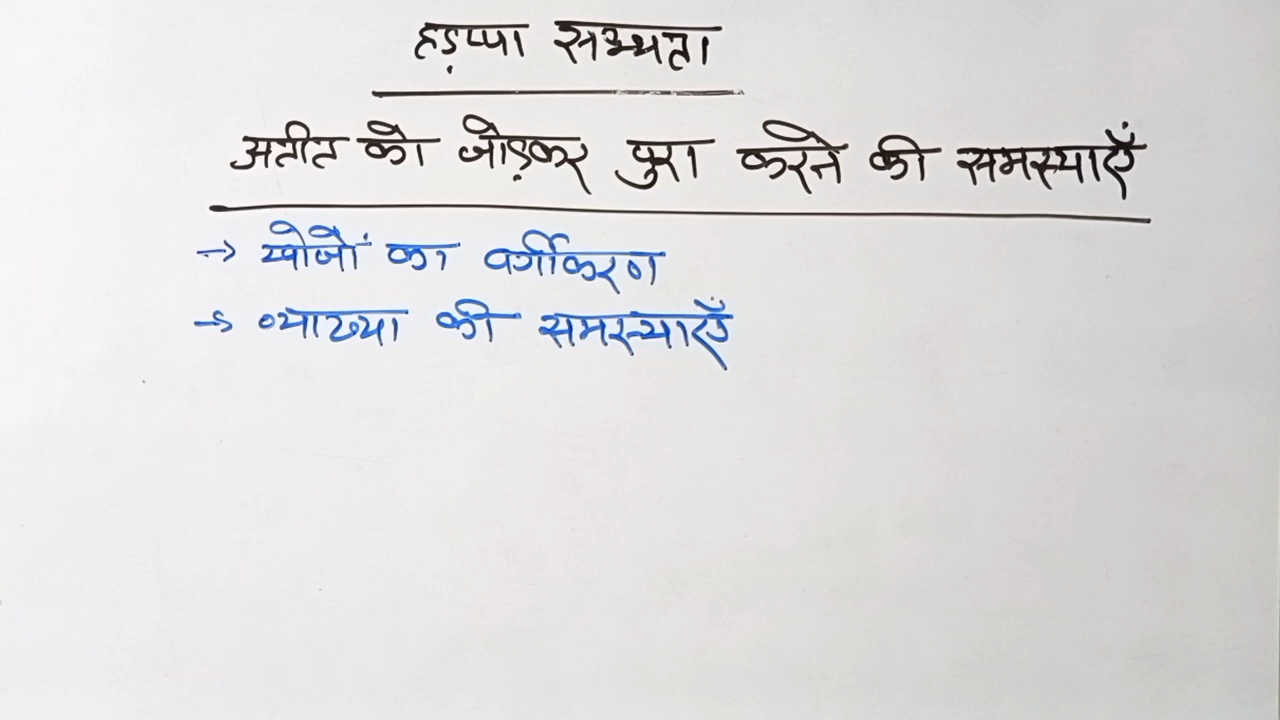 हड़प्पा सभ्यता
अतीत को जोड़कर पुरा करने की समस्याएँ
→ खोजों का वर्गीकरण
→ व्याख्या की समस्याएँ